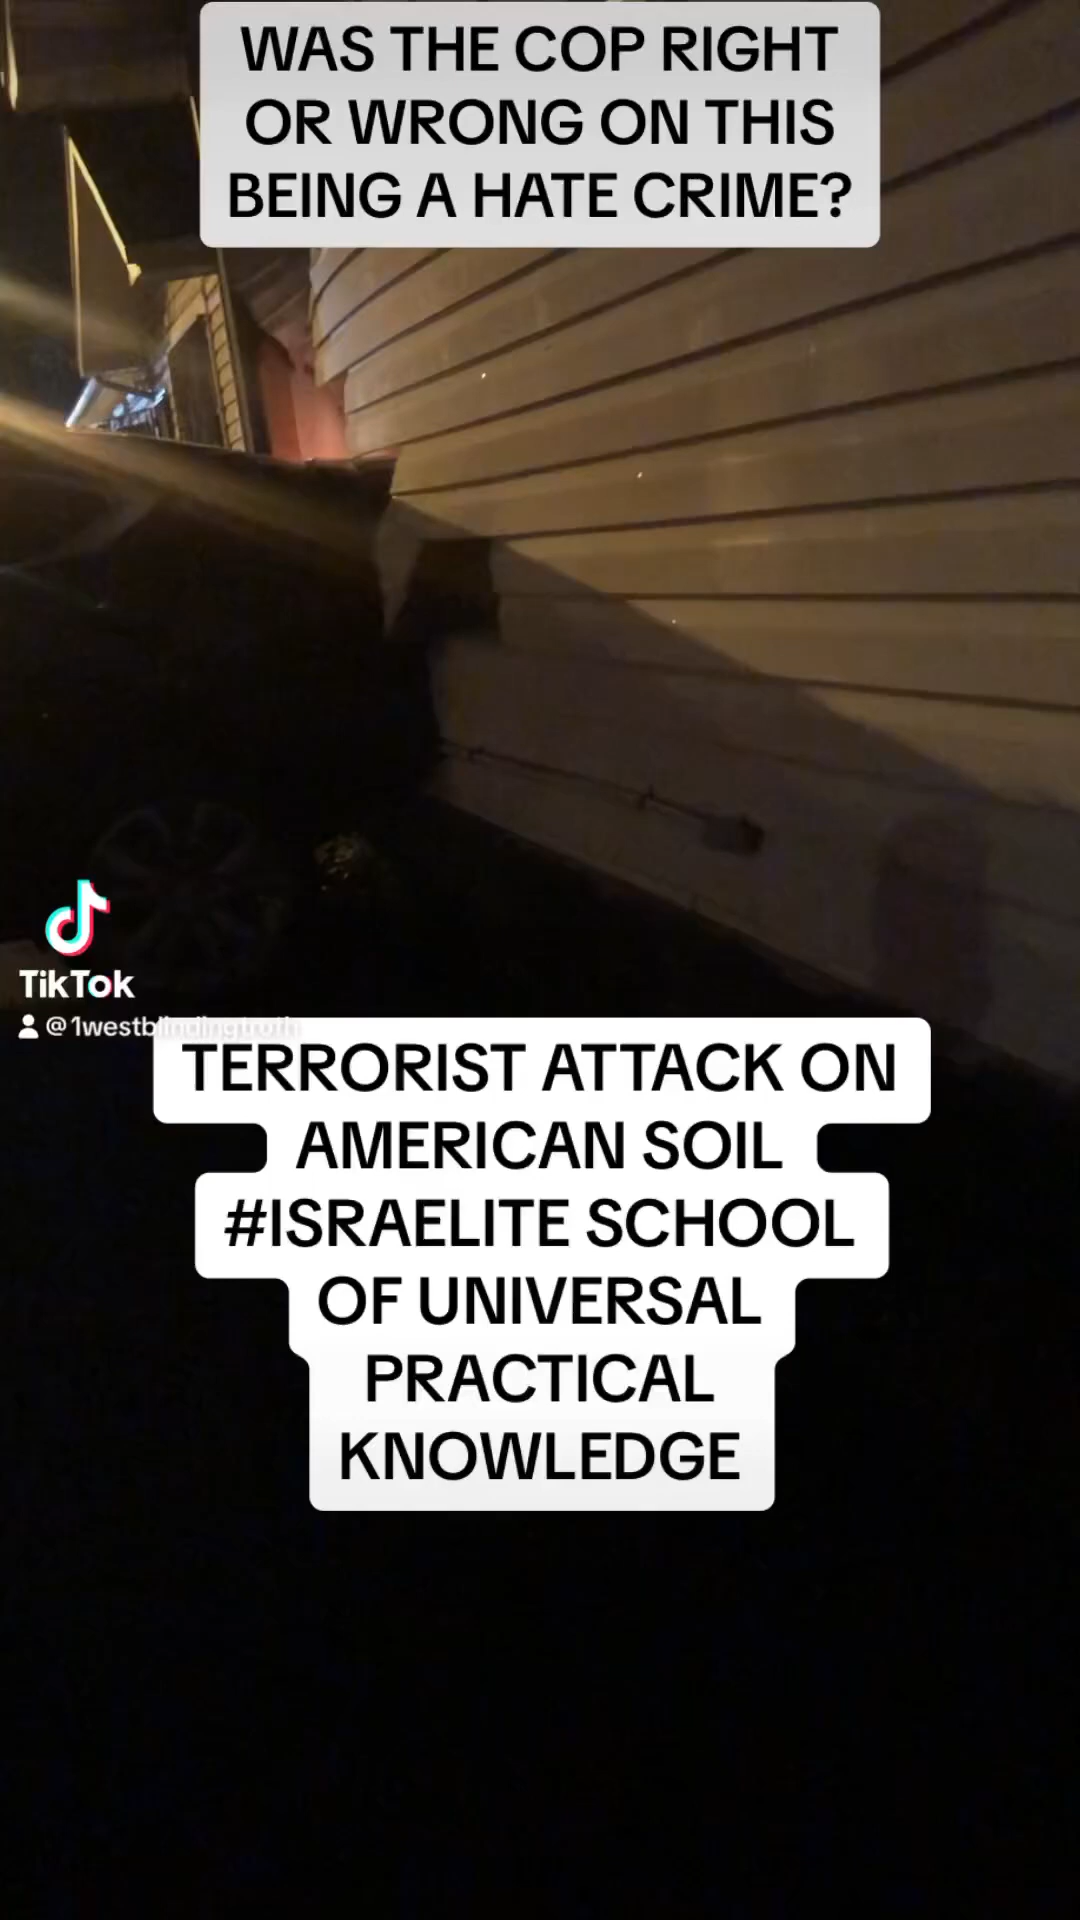 WAS THE COP RIGHT
OR WRONG ON THIS
BEING A HATE CRIME?
TikTok
@1westblindingtruth
TERRORIST ATTACK ON
AMERICAN SOIL
#ISRAELITE SCHOOL
OF UNIVERSAL
PRACTICAL
KNOWLEDGE